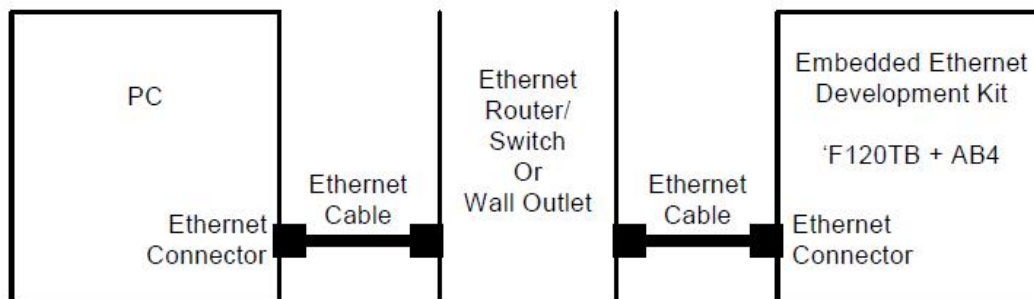 PC
Ethernet
Connector
Ethernet
Cable
Ethernet
Router/
Switch
Or
Wall Outlet
Ethernet
Cable
Embedded Ethernet
Development Kit
‘F120TB + AB4
Ethernet
Connector